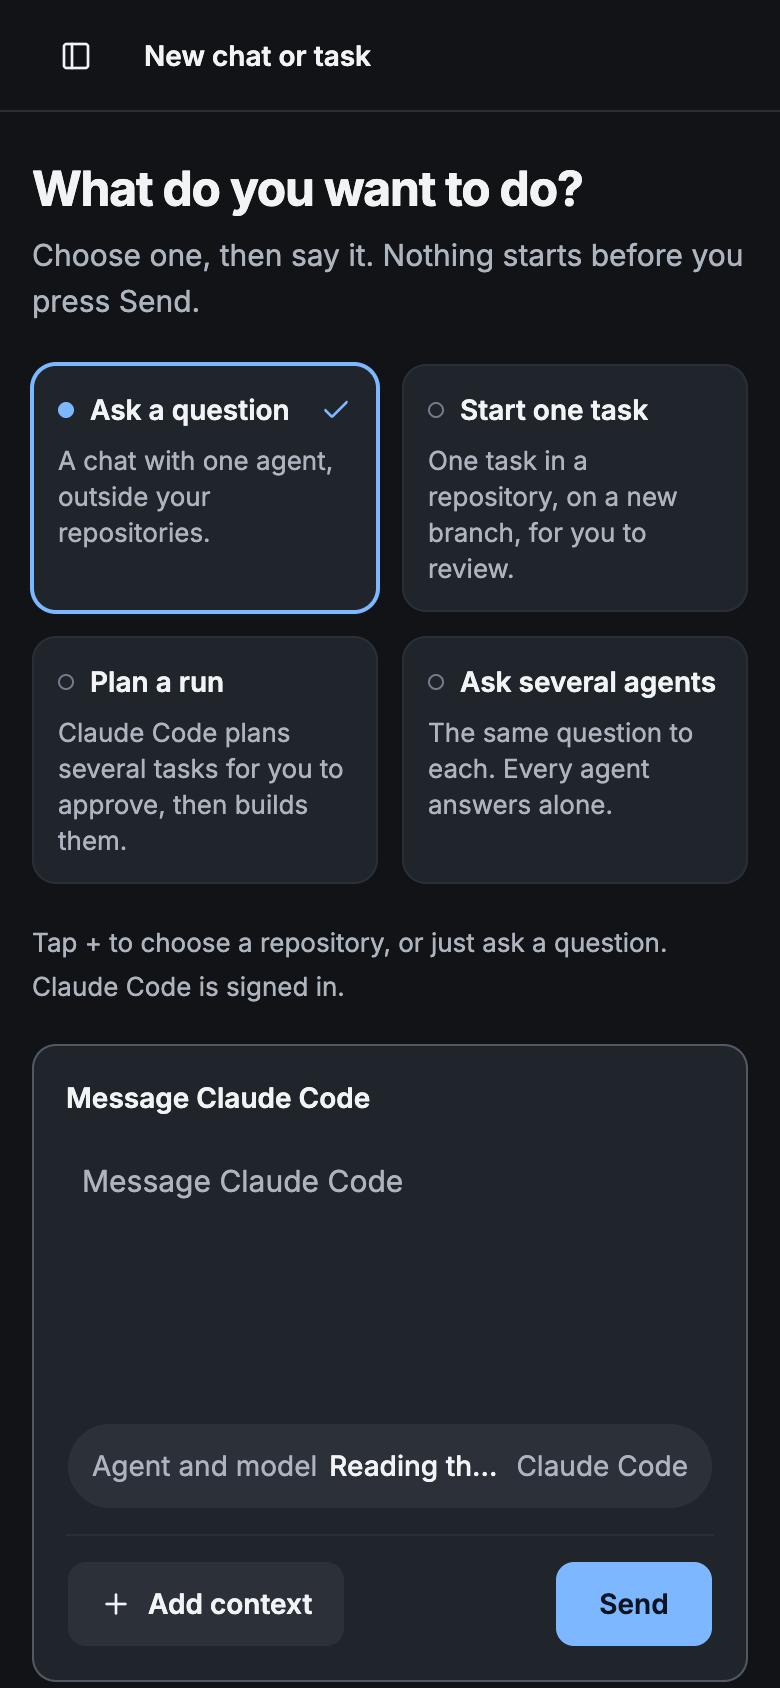 New chat or task
What do you want to do?
Choose one, then say it. Nothing starts before you
press Send.
Ask a question
A chat with one agent,
outside your
repositories.
Start one task
One task in a
repository, on a new
branch, for you to
review.
Plan a run
Claude Code plans
several tasks for you to
approve, then builds
them.
Ask several agents
The same question to
each. Every agent
answers alone.
Tap + to choose a repository, or just ask a question.
Claude Code is signed in.
Message Claude Code
Message Claude Code
Agent and model Reading th... Claude Code
+ Add context
Send